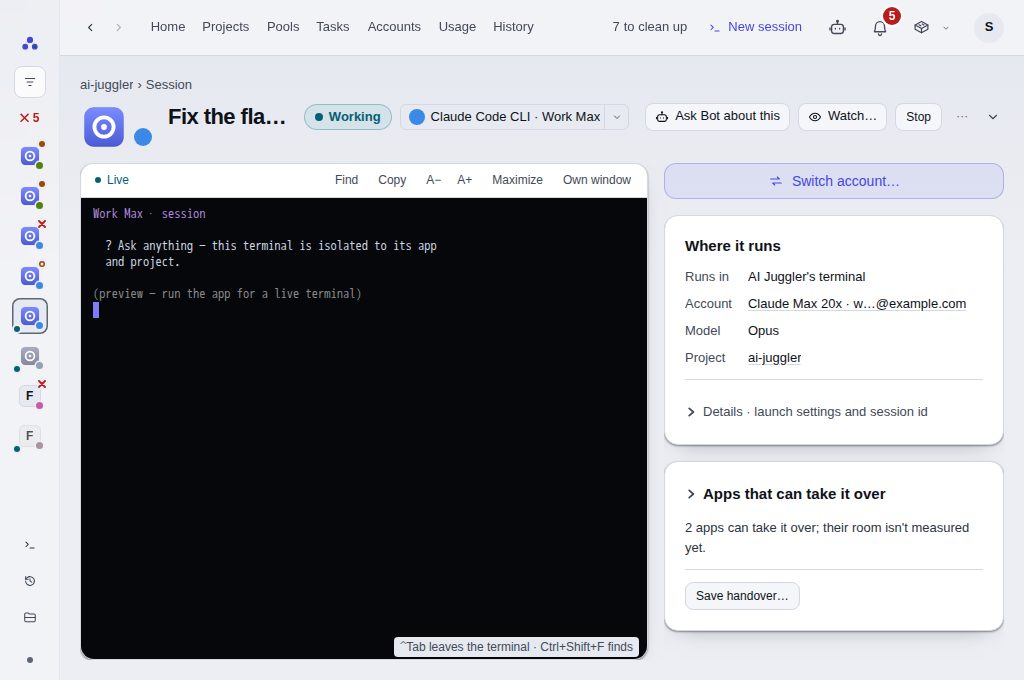 Home Projects Pools Tasks Accounts Usage History 7 to clean up New session 5 S
5
ai-juggler › Session
Fix the fla… Working Claude Code CLI · Work Max Ask Bot about this Watch… Stop ···
Live Find Copy A− A+ Maximize Own window
Work Max · session
? Ask anything — this terminal is isolated to its app
and project.
(preview — run the app for a live terminal)
^Tab leaves the terminal · Ctrl+Shift+F finds
Switch account…
Where it runs
Runs in AI Juggler's terminal
Account Claude Max 20x · w…@example.com
Model Opus
Project ai-juggler
Details · launch settings and session id
Apps that can take it over
2 apps can take it over; their room isn't measured
yet.
Save handover…
F
F